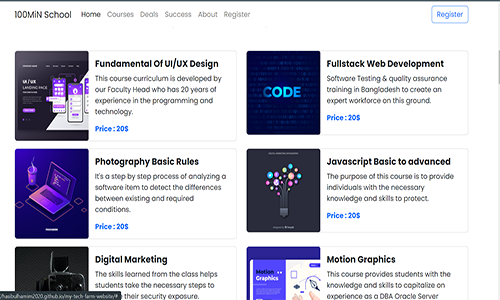 100MiN School
Home
Courses
Deals
Success
About
Register
Register
Fundamental Of UI/UX Design
This course curriculum is developed by
our Faculty Head who has 20 years of
experience in the programming and
technology.
Price : 20$
UI / UX
LANDING PAGE
Fullstack Web Development
Software Testing & quality assurance
training in Bangladesh to create an
expert workforce on this ground.
Price : 20$
CODE
Photography Basic Rules
It's a step by step process of analyzing a
software item to detect the differences
between existing and required
conditions.
Price : 20$
Javascript Basic to advanced
The purpose of this course is to provide
individuals with the necessary
knowledge and skills to protect.
Price : 20$
Digital Marketing
The skills learned from the class helps
students take the necessary steps to
their security exposure.
Motion Graphics
This course provides students with the
knowledge and skills to capitalize on
experience as a DBA Oracle Server
Motion
Graphics
/hasibulhamim2020.github.io/my-tech-farm-website/#